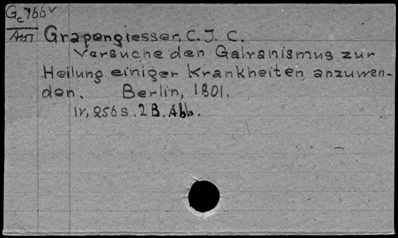 Gc 766v
Grapengiesser, C. J. C.
Versuche den Galvanismus zur
Heilung einiger Krankheiten anzuwen-
den. Berlin, 1801.
IV, 256 S. 2 B. Abb.